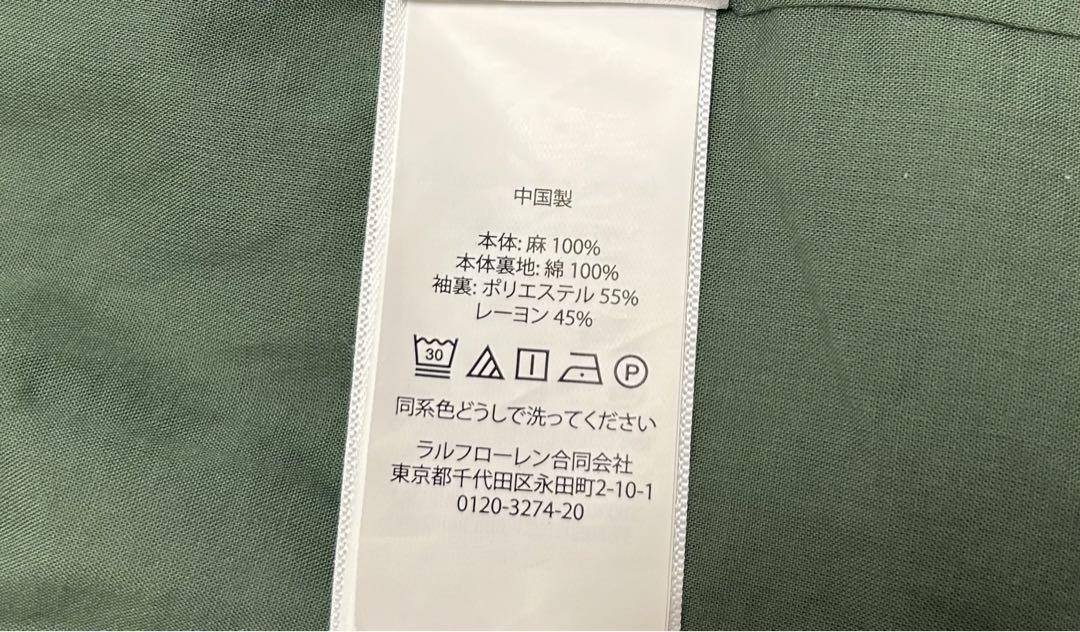 中国製
本体: 麻 100%
本体裏地: 綿 100%
袖裏: ポリエステル 55%
レーヨン 45%
30 P
同系色どうしで洗ってください
ラルフローレン合同会社
東京都千代田区永田町2-10-1
0120-3274-20